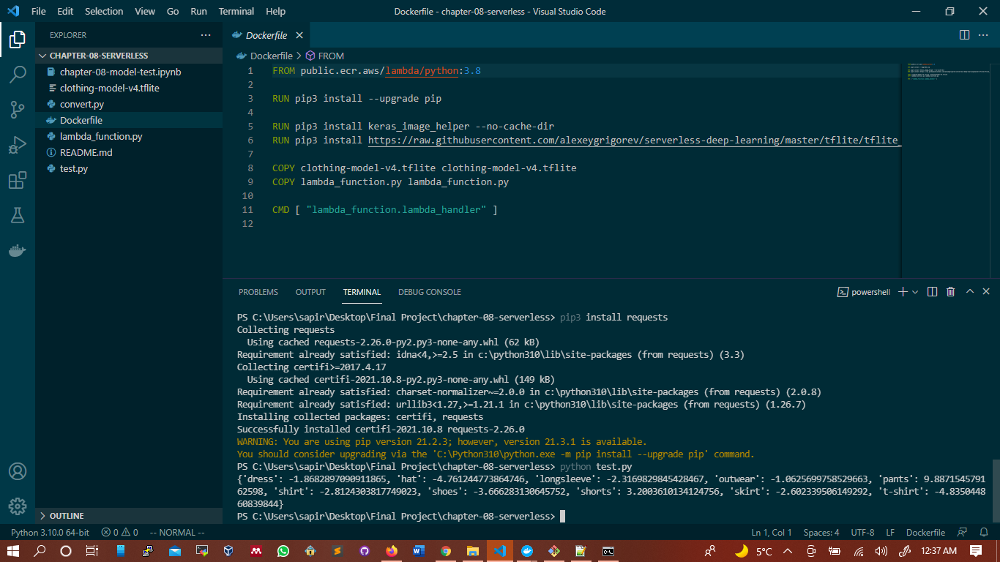 File Edit Selection View Go Run Terminal Help Dockerfile - chapter-08-serverless - Visual Studio Code
EXPLORER
CHAPTER-08-SERVERLESS
chapter-08-model-test.ipynb
clothing-model-v4.tflite
convert.py
Dockerfile
lambda_function.py
README.md
test.py
OUTLINE
Dockerfile
Dockerfile > FROM
1 FROM public.ecr.aws/lambda/python:3.8
2
3 RUN pip3 install --upgrade pip
4
5 RUN pip3 install keras_image_helper --no-cache-dir
6 RUN pip3 install https://raw.githubusercontent.com/alexeygrigorev/serverless-deep-learning/master/tflite/tflite_
7
8 COPY clothing-model-v4.tflite clothing-model-v4.tflite
9 COPY lambda_function.py lambda_function.py
10
11 CMD [ "lambda_function.lambda_handler" ]
12
PROBLEMS OUTPUT TERMINAL DEBUG CONSOLE powershell
PS C:\Users\sapir\Desktop\Final Project\chapter-08-serverless> pip3 install requests
Collecting requests
Using cached requests-2.26.0-py2.py3-none-any.whl (62 kB)
Requirement already satisfied: idna<4,>=2.5 in c:\python310\lib\site-packages (from requests) (3.3)
Collecting certifi>=2017.4.17
Using cached certifi-2021.10.8-py2.py3-none-any.whl (149 kB)
Requirement already satisfied: charset-normalizer~=2.0.0 in c:\python310\lib\site-packages (from requests) (2.0.8)
Requirement already satisfied: urllib3<1.27,>=1.21.1 in c:\python310\lib\site-packages (from requests) (1.26.7)
Installing collected packages: certifi, requests
Successfully installed certifi-2021.10.8 requests-2.26.0
WARNING: You are using pip version 21.2.3; however, version 21.3.1 is available.
You should consider upgrading via the 'C:\Python310\python.exe -m pip install --upgrade pip' command.
PS C:\Users\sapir\Desktop\Final Project\chapter-08-serverless> python test.py
{'dress': -1.8682897090911865, 'hat': -4.761244773864746, 'longsleeve': -2.3169829845428467, 'outwear': -1.0625699758529663, 'pants': 9.8871545791
62598, 'shirt': -2.8124303817749023, 'shoes': -3.666283130645752, 'shorts': 3.2003610134124756, 'skirt': -2.602339506149292, 't-shirt': -4.8350448
60839844}
PS C:\Users\sapir\Desktop\Final Project\chapter-08-serverless>
Python 3.10.0 64-bit 0 0 -- NORMAL -- Ln 1, Col 1 Spaces: 4 UTF-8 LF Dockerfile
5°C 12:37 AM